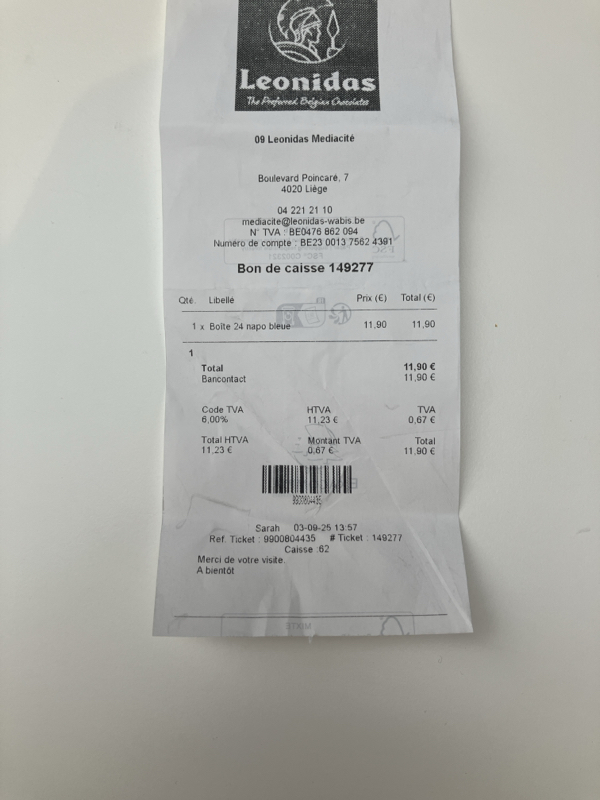 Leonidas
The Preferred Belgian Chocolates
09 Leonidas Mediacité
Boulevard Poincaré, 7
4020 Liège
04 221 21 10
mediacite@leonidas-wabis.be
N° TVA : BE0476 862 094
Numéro de compte : BE23 0013 7562 4391
Bon de caisse 149277
Qté. Libellé Prix (€) Total (€)
1 x Boîte 24 napo bleue 11,90 11,90
1
Total 11,90 €
Bancontact 11,90 €
Code TVA HTVA TVA
6,00% 11,23 € 0,67 €
Total HTVA Montant TVA Total
11,23 € 0,67 € 11,90 €
9900804435
Sarah 03-09-25 13:57
Ref. Ticket : 9900804435 # Ticket : 149277
Caisse :62
Merci de votre visite.
A bientôt